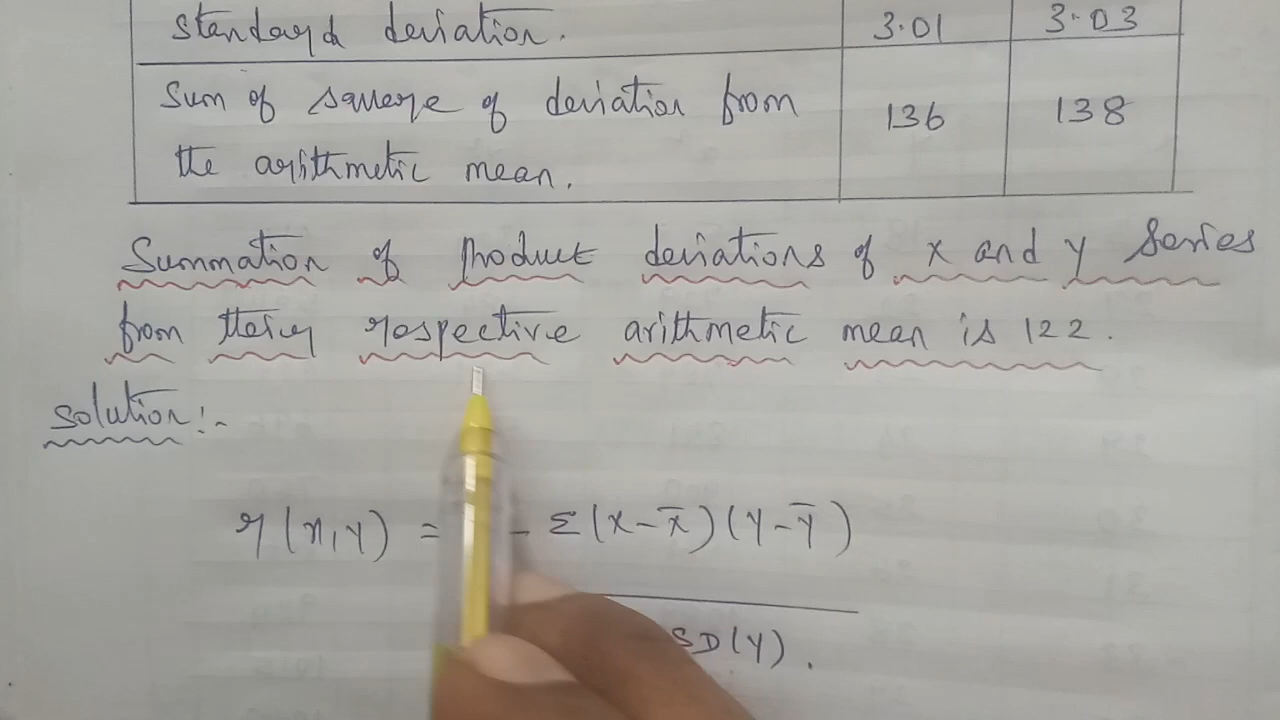 standard deviation. 3.01 3.03
Sum of square of deviation from
the arithmetic mean. 136 138
Summation of product deviations of x and y series
from their respective arithmetic mean is 122.
Solution:-
r(x,y) = - Σ(x-x̄)(y-ȳ)
SD(y).